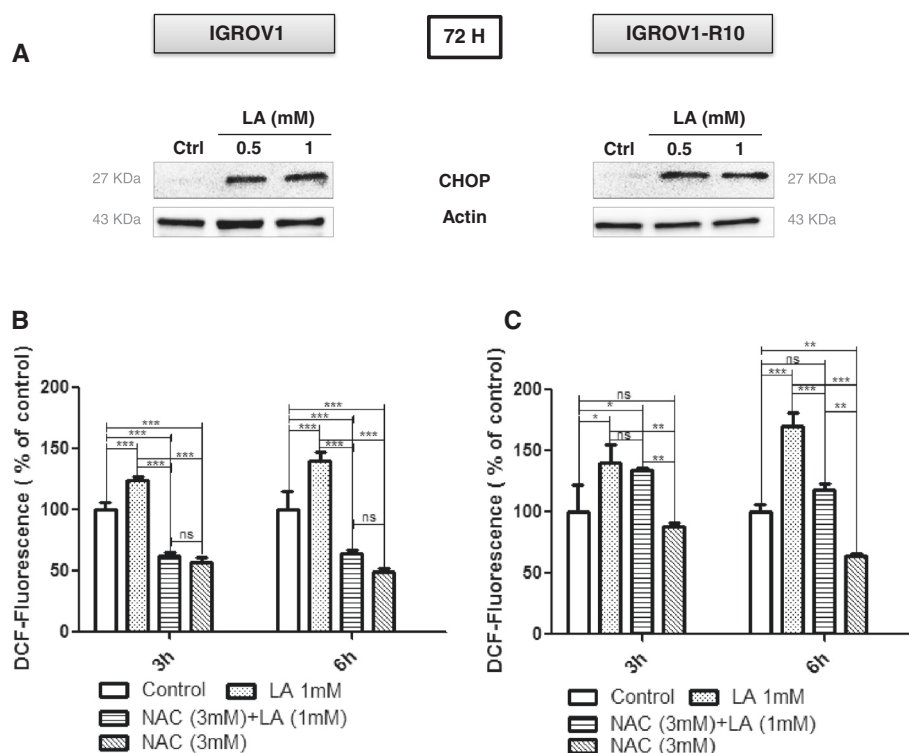 IGROV1
72 H
IGROV1-R10
A
LA (mM)
Ctrl 0.5 1
27 KDa
43 KDa
CHOP
Actin
LA (mM)
Ctrl 0.5 1
27 KDa
43 KDa
B
DCF-Fluorescence ( % of control)
200
150
100
50
0
***
***
***
***
***
ns
***
***
***
***
***
ns
3h
6h
Control
LA 1mM
NAC (3mM)+LA (1mM)
NAC (3mM)
C
DCF-Fluorescence ( % of control)
200
150
100
50
0
ns
*
*
**
ns
**
**
ns
***
***
***
**
3h
6h
Control
LA 1mM
NAC (3mM)+LA (1mM)
NAC (3mM)